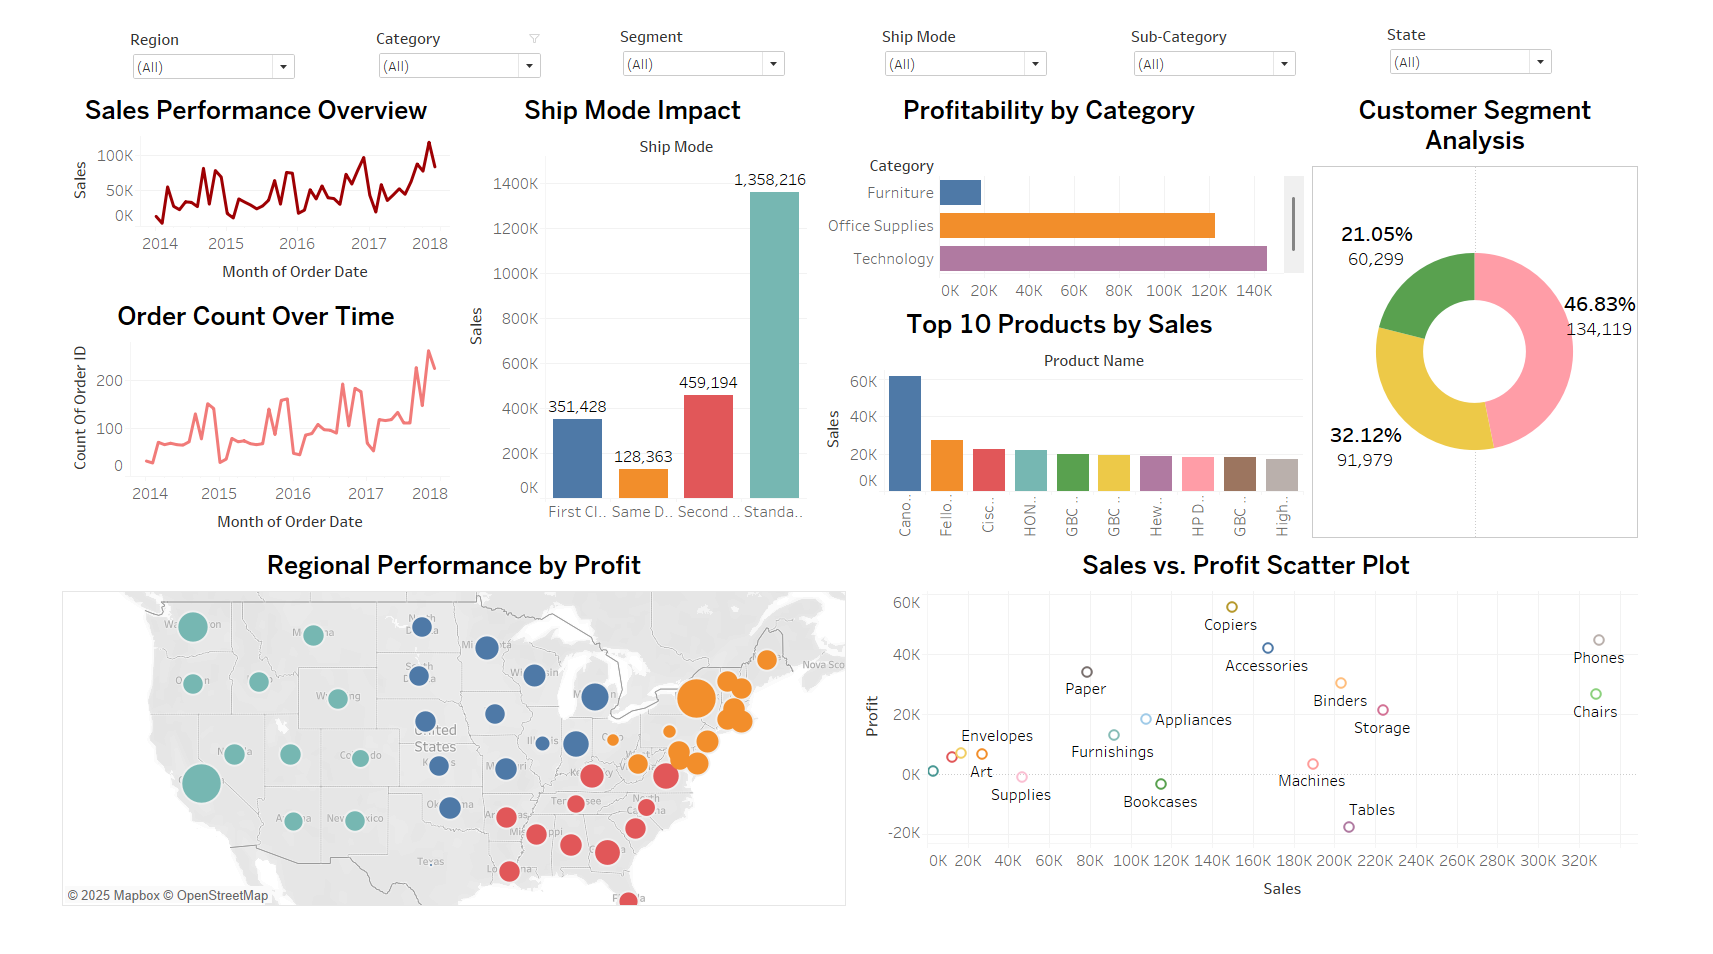 Region
Category
Segment
Ship Mode
Sub-Category
State
(All)
(All)
(All)
(All)
(All)
(All)
Sales Performance Overview
Sales
100K
50K
0K
2014
2015
2016
2017
2018
Month of Order Date
Order Count Over Time
Count Of Order ID
200
100
0
2014
2015
2016
2017
2018
Month of Order Date
Ship Mode Impact
Ship Mode
Sales
1400K
1200K
1000K
800K
600K
400K
200K
0K
351,428
128,363
459,194
1,358,216
First Cl..
Same D..
Second ..
Standa..
Profitability by Category
Category
Furniture
Office Supplies
Technology
0K
20K
40K
60K
80K
100K
120K
140K
Top 10 Products by Sales
Product Name
Sales
60K
40K
20K
0K
Cano..
Fello..
Cisc..
HON..
GBC ..
GBC ..
Hew..
HP D..
GBC ..
High..
Customer Segment
Analysis
21.05%
60,299
46.83%
134,119
32.12%
91,979
Regional Performance by Profit
United
States
Texas
Nova Sco
© 2025 Mapbox © OpenStreetMap
Sales vs. Profit Scatter Plot
Profit
60K
40K
20K
0K
-20K
Copiers
Phones
Accessories
Paper
Binders
Chairs
Appliances
Storage
Envelopes
Furnishings
Art
Machines
Supplies
Bookcases
Tables
0K
20K
40K
60K
80K
100K
120K
140K
160K
180K
200K
220K
240K
260K
280K
300K
320K
Sales